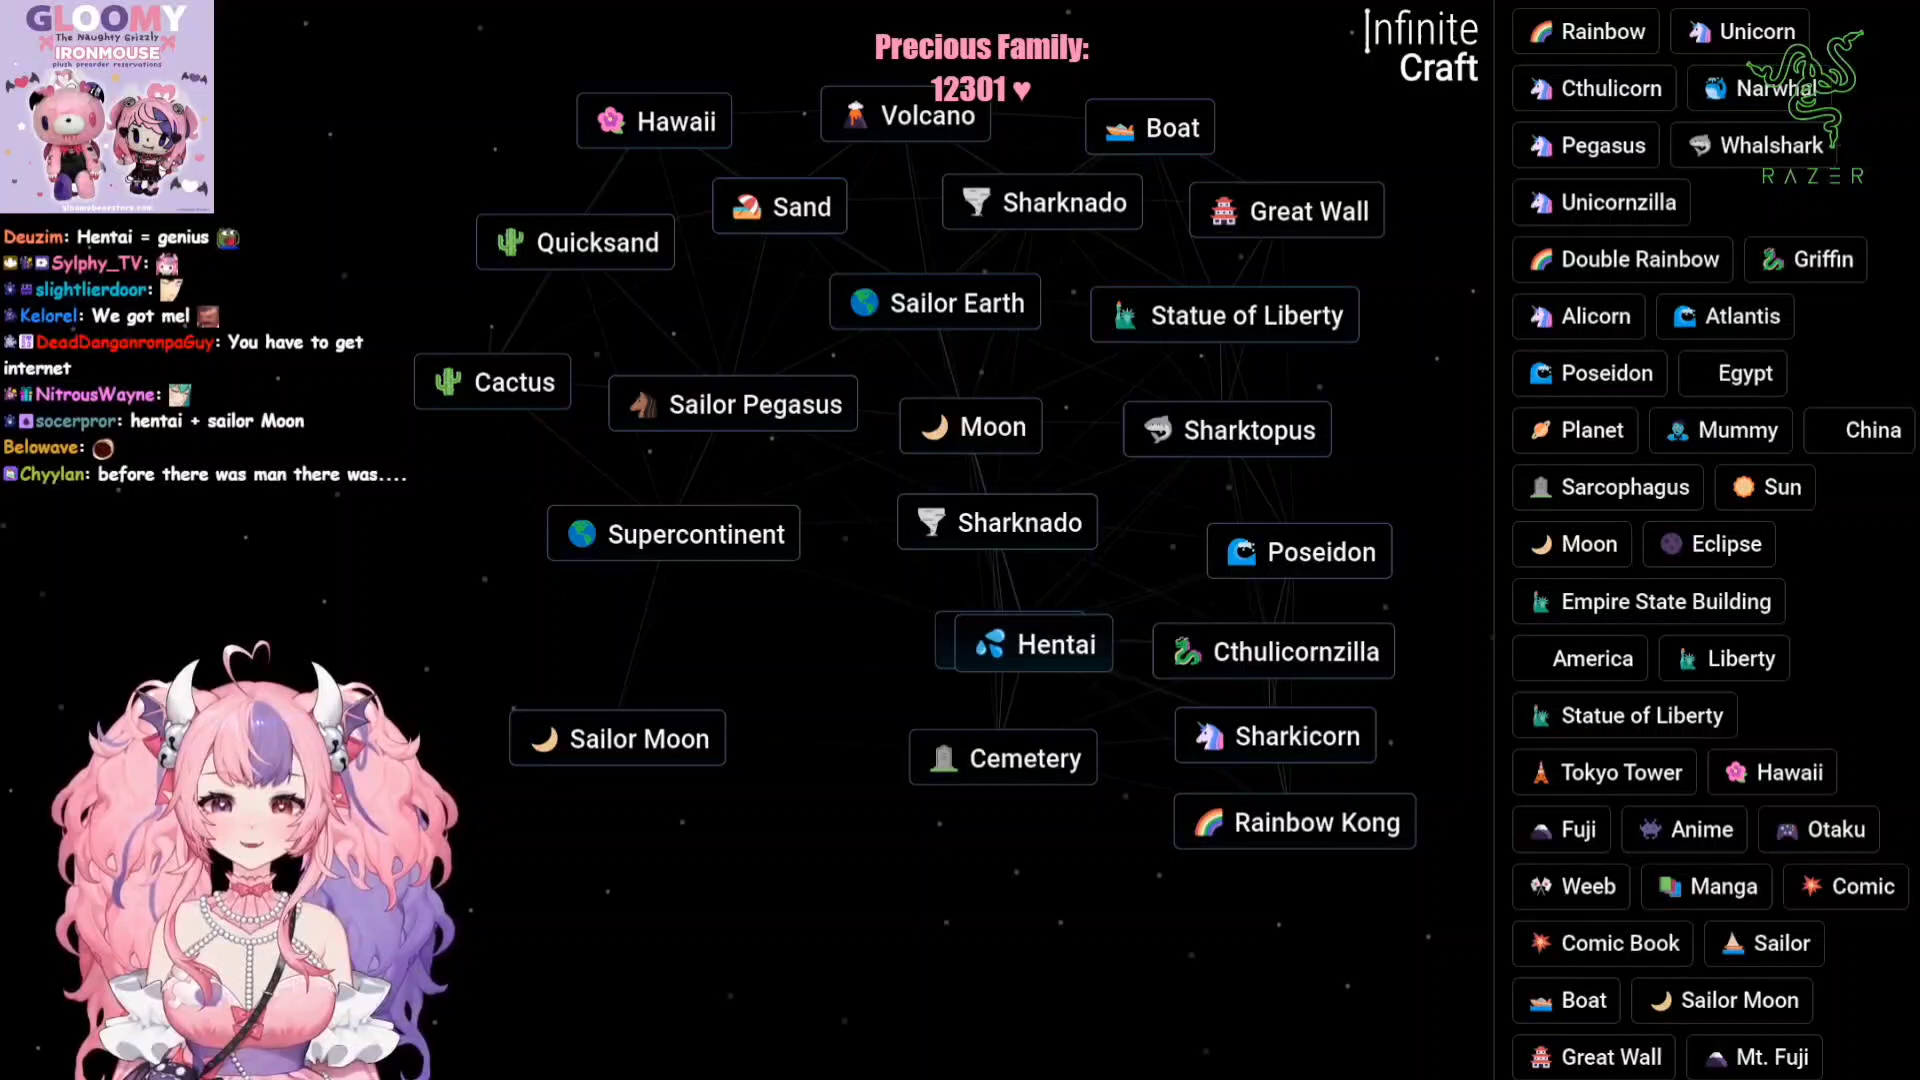 GLOOMY
The Naughty Grizzly
IRONMOUSE
plush preorder reservations
gloomybearstore.com
Deuzim: Hentai = genius
Sylphy_TV:
slightlierdoor:
Kelorel: We got me!
DeadDanganronpaGuy: You have to get
internet
NitrousWayne:
socerpror: hentai + sailor Moon
Belowave:
Chyylan: before there was man there was....
Precious Family:
12301 ♥
Infinite
Craft
Hawaii
Volcano
Boat
Sand
Sharknado
Great Wall
Quicksand
Sailor Earth
Statue of Liberty
Cactus
Sailor Pegasus
Moon
Sharktopus
Supercontinent
Sharknado
Poseidon
Hentai
Cthulicornzilla
Sailor Moon
Cemetery
Sharkicorn
Rainbow Kong
Rainbow Unicorn
Cthulicorn Narwhal
Pegasus Whalshark
RAZER
Unicornzilla
Double Rainbow Griffin
Alicorn Atlantis
Poseidon Egypt
Planet Mummy China
Sarcophagus Sun
Moon Eclipse
Empire State Building
America Liberty
Statue of Liberty
Tokyo Tower Hawaii
Fuji Anime Otaku
Weeb Manga Comic
Comic Book Sailor
Boat Sailor Moon
Great Wall Mt. Fuji